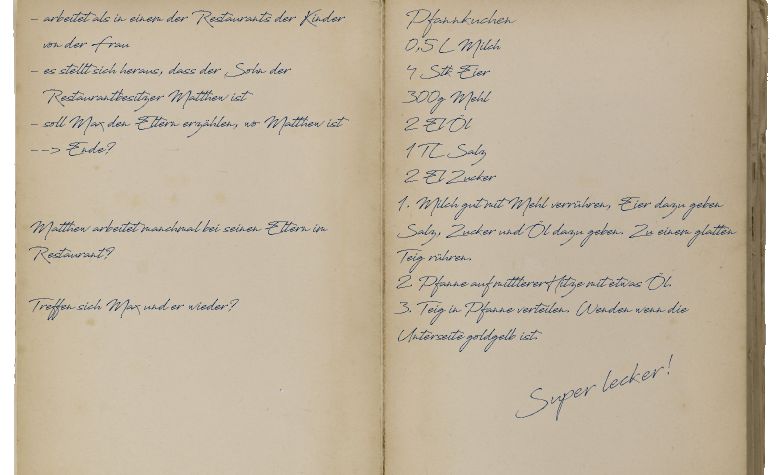 - arbeitet als in einem der Restaurants der Kinder
von der Frau
- es stellt sich heraus, dass der Sohn der
Restaurantbesitzer Matthew ist
- soll Max den Eltern erzählen, wo Matthew ist
--> Ende?
Matthew arbeitet manchmal bei seinen Eltern im
Restaurant?
Treffen sich Max und er wieder?
Pfannkuchen
0,5 L Milch
4 Stk Eier
300g Mehl
2 El Öl
1 TL Salz
2 El Zucker
1. Milch gut mit Mehl verrühren, Eier dazu geben
Salz, Zucker und Öl dazu geben. Zu einem glatten
Teig rühren.
2. Pfanne auf mittlerer Hitze mit etwas Öl.
3. Teig in Pfanne verteilen. Wenden wenn die
Unterseite goldgelb ist.
Super lecker!